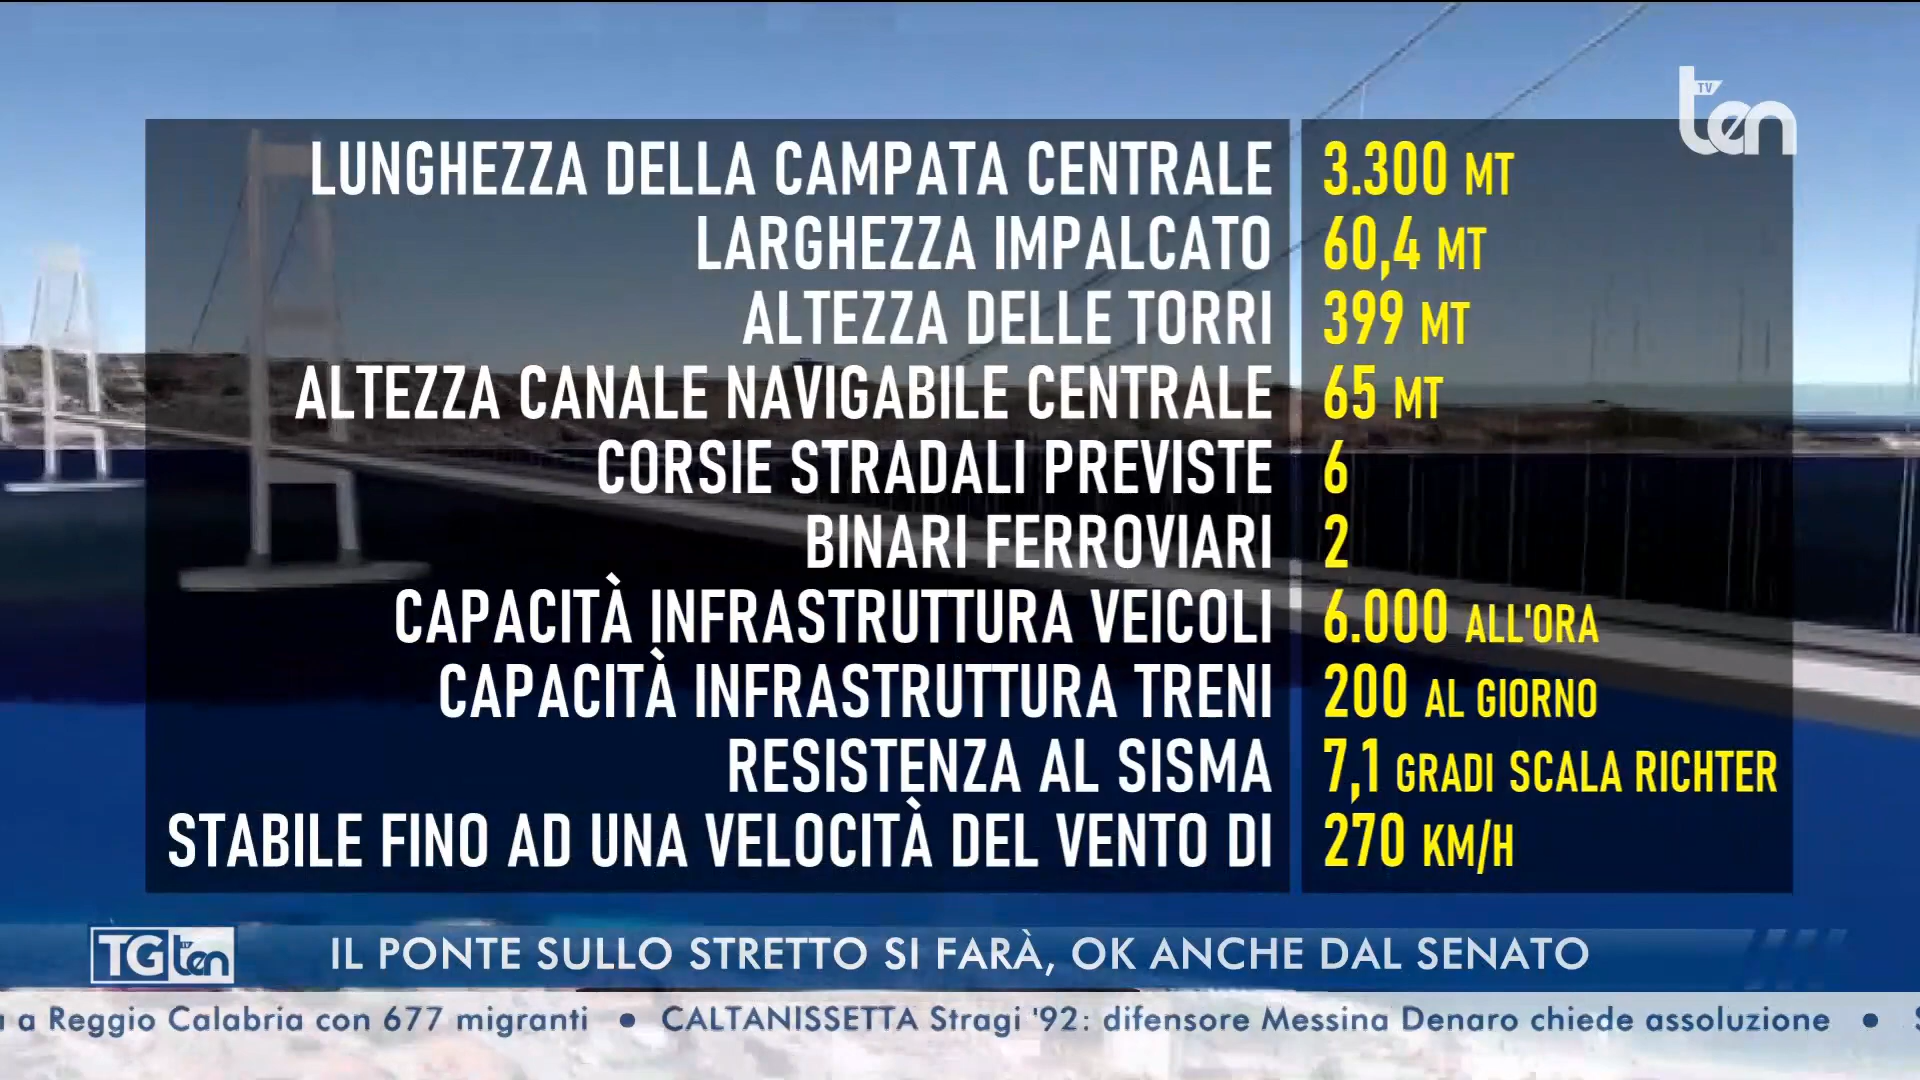 TV
ten
LUNGHEZZA DELLA CAMPATA CENTRALE 3.300 MT
LARGHEZZA IMPALCATO 60,4 MT
ALTEZZA DELLE TORRI 399 MT
ALTEZZA CANALE NAVIGABILE CENTRALE 65 MT
CORSIE STRADALI PREVISTE 6
BINARI FERROVIARI 2
CAPACITÀ INFRASTRUTTURA VEICOLI 6.000 ALL'ORA
CAPACITÀ INFRASTRUTTURA TRENI 200 AL GIORNO
RESISTENZA AL SISMA 7,1 GRADI SCALA RICHTER
STABILE FINO AD UNA VELOCITÀ DEL VENTO DI 270 KM/H
TG ten IL PONTE SULLO STRETTO SI FARÀ, OK ANCHE DAL SENATO
a Reggio Calabria con 677 migranti • CALTANISSETTA Stragi '92: difensore Messina Denaro chiede assoluzione •